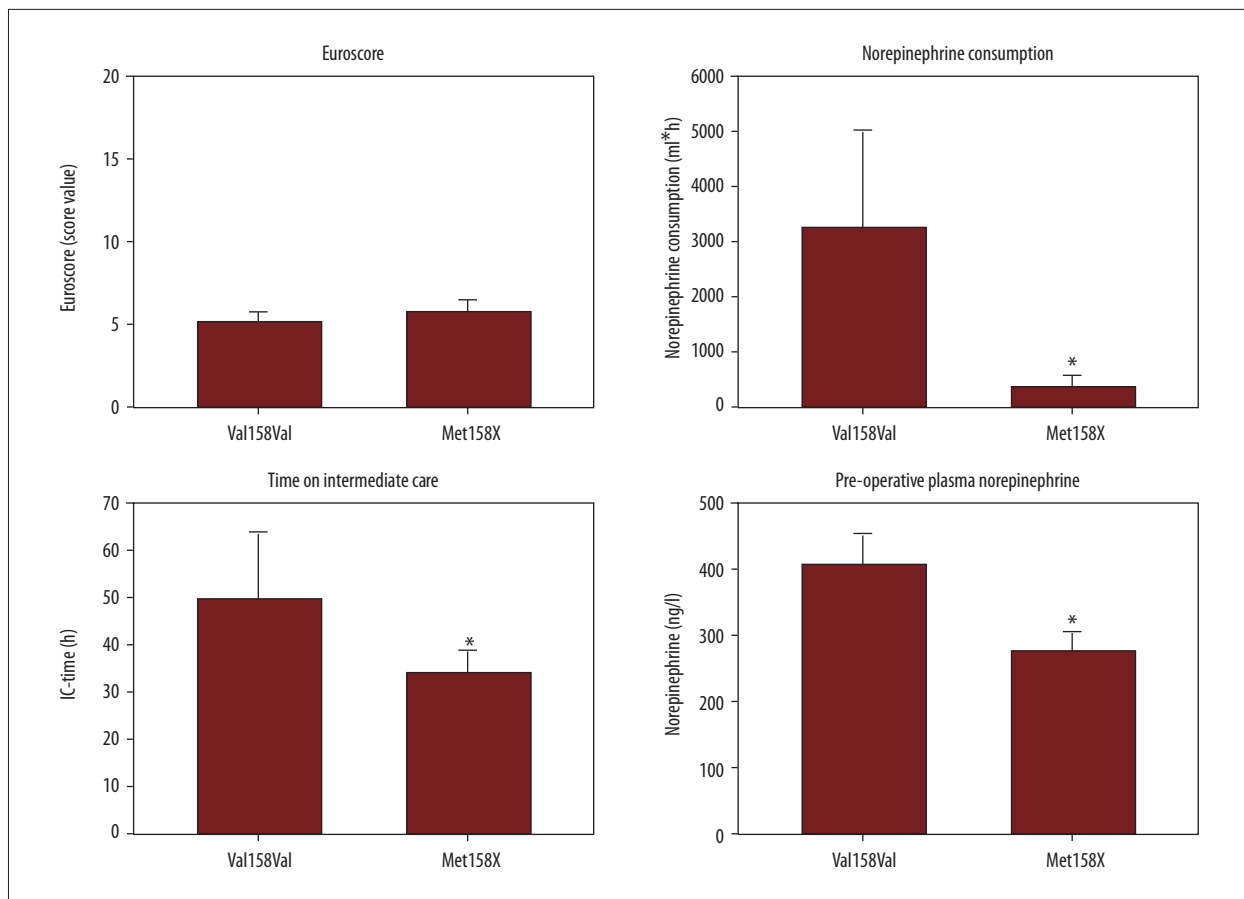 Euroscore
Euroscore (score value)
20
15
10
5
0
Val158Val Met158X
Norepinephrine consumption
Norepinephrine consumption (ml*h)
6000
5000
4000
3000
2000
1000
0
*
Val158Val Met158X
Time on intermediate care
IC-time (h)
70
60
50
40
30
20
10
0
*
Val158Val Met158X
Pre-operative plasma norepinephrine
Norepinephrine (ng/l)
500
400
300
200
100
0
*
Val158Val Met158X